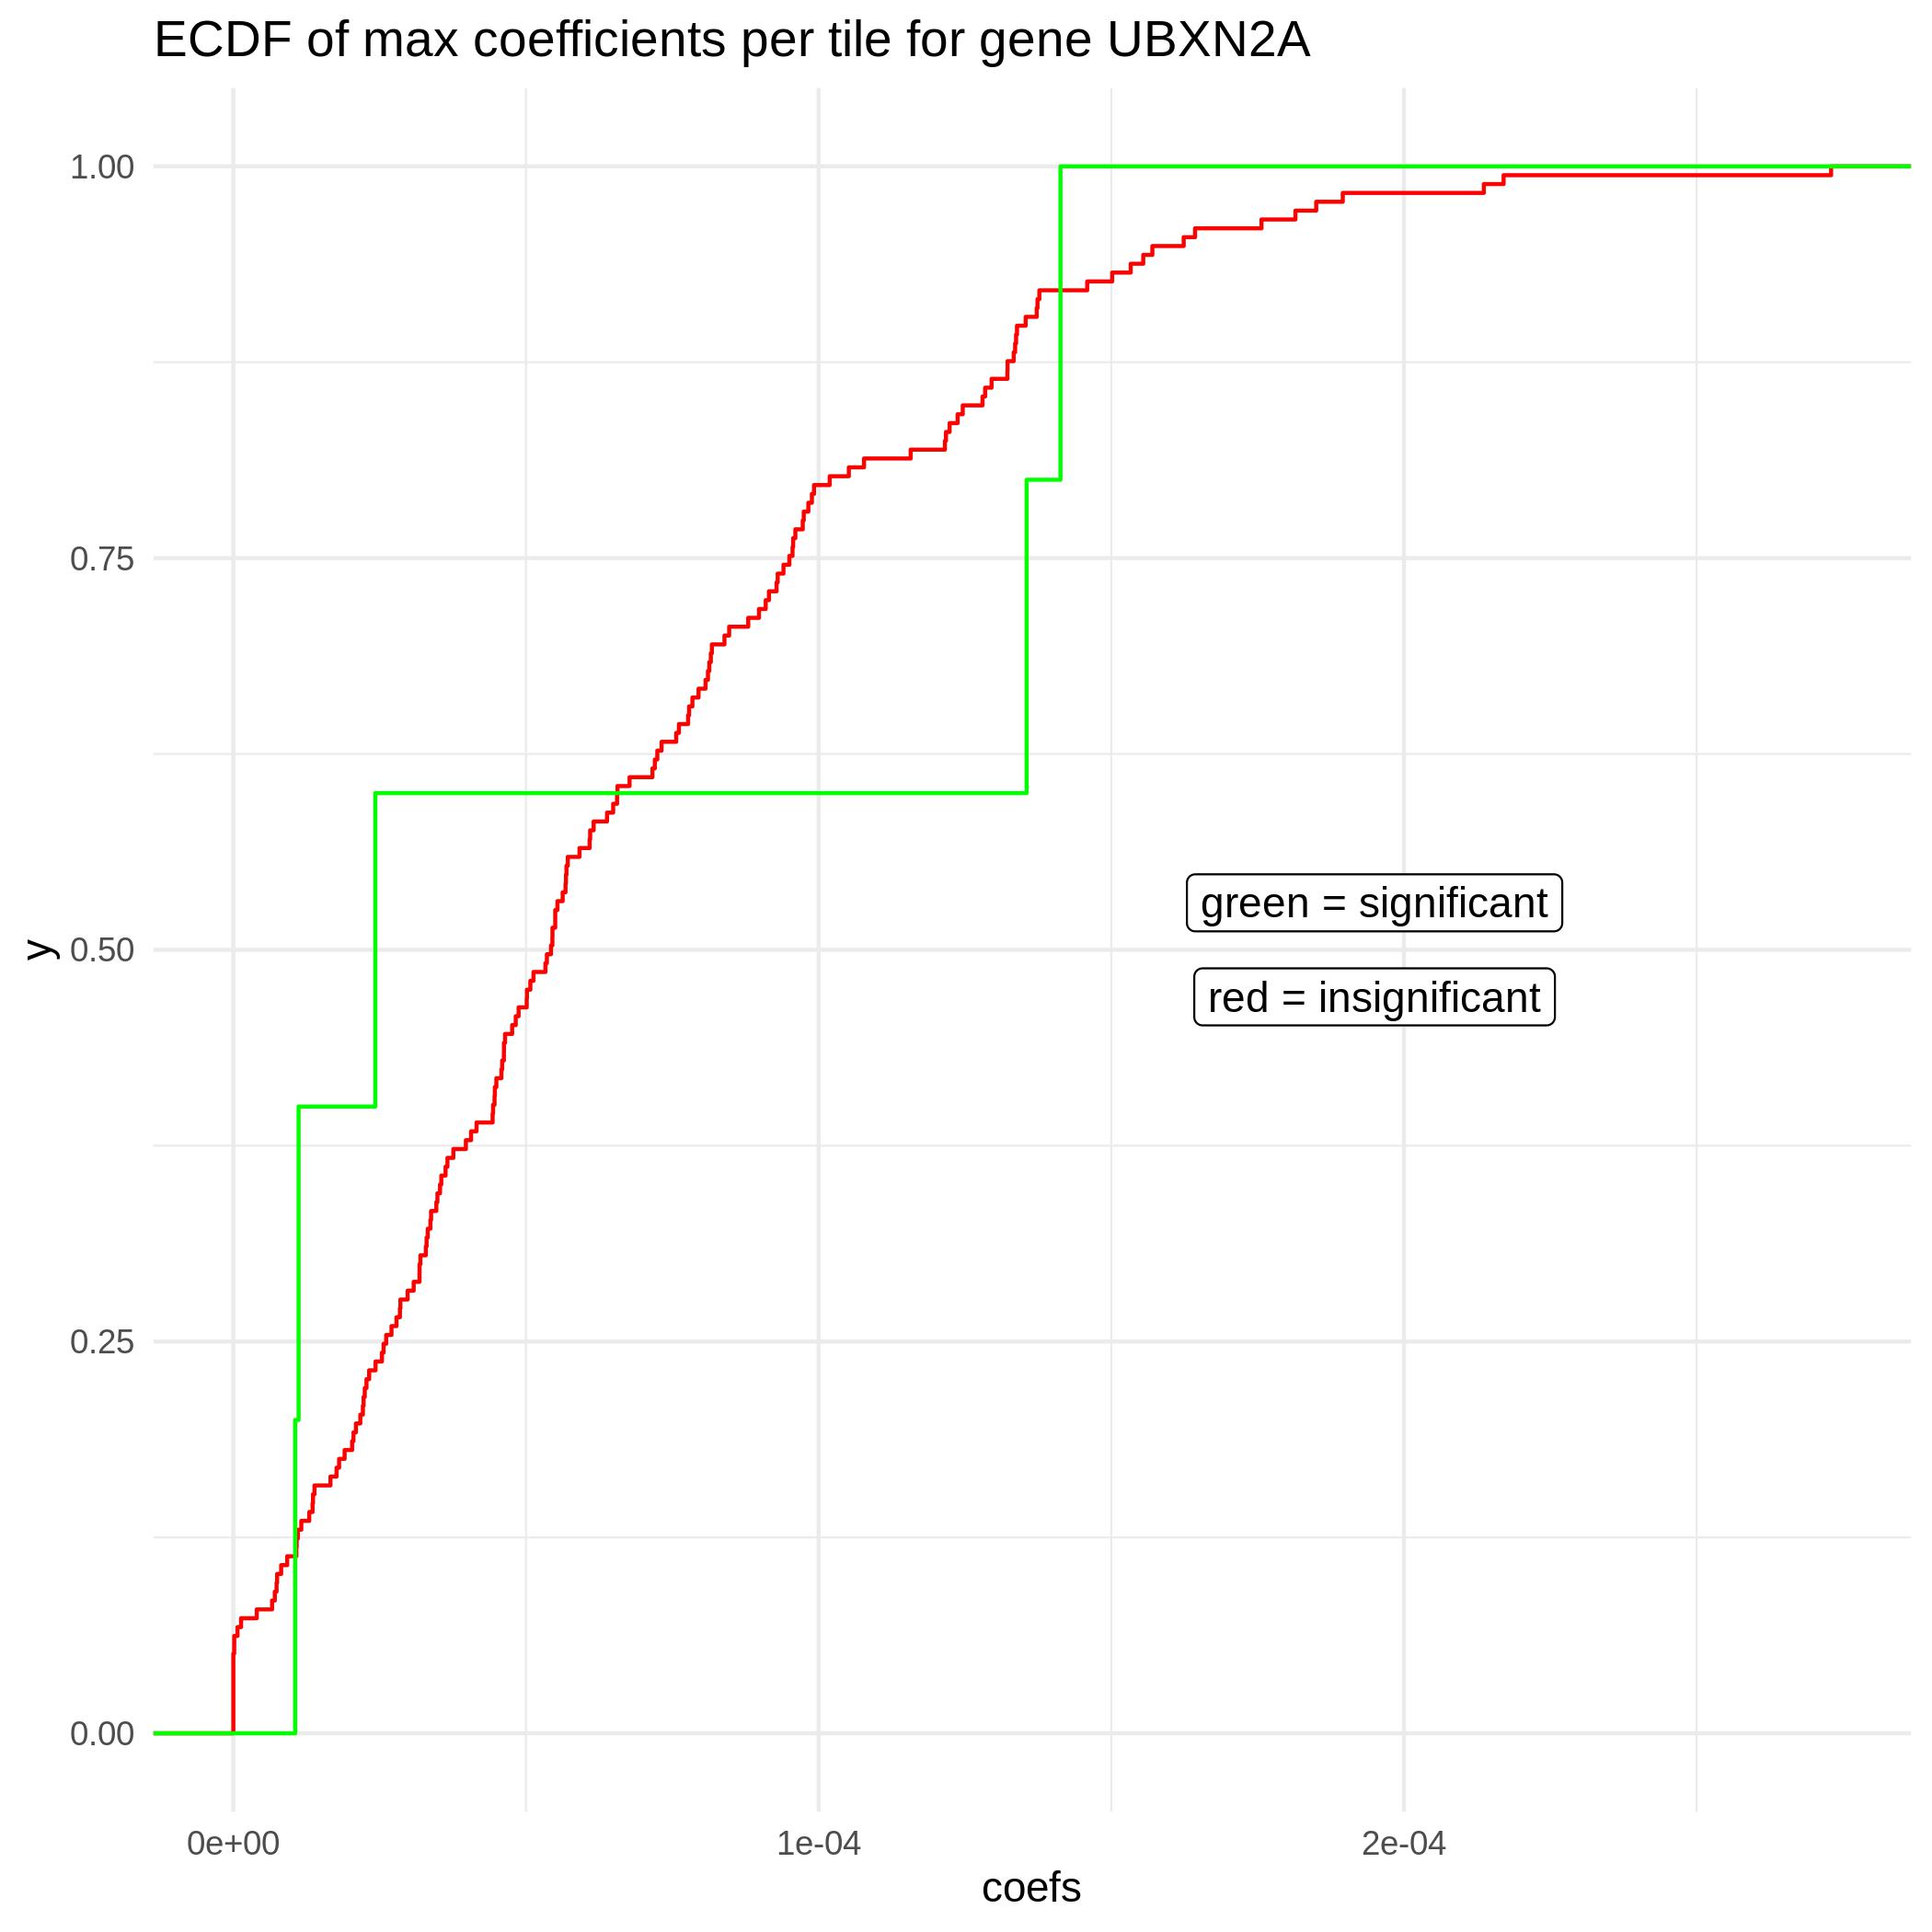 ECDF of max coefficients per tile for gene UBXN2A
1.00
0.75
0.50
0.25
0.00
y
green = significant
red = insignificant
0e+00
1e-04
2e-04
coefs